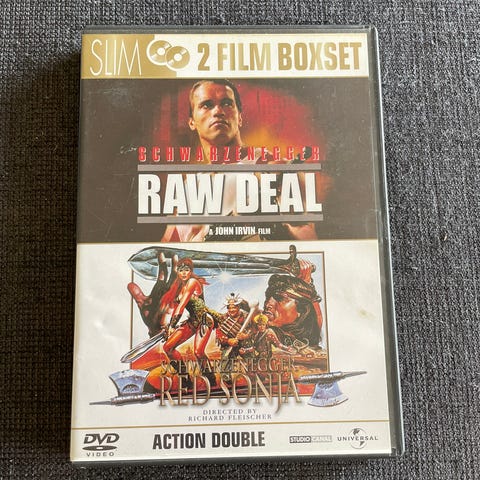 SLIM 2 FILM BOXSET
SCHWARZENEGGER
RAW DEAL
A JOHN IRVIN FILM
SCHWARZENEGGER
RED SONJA
DIRECTED BY
RICHARD FLEISCHER
DVD
VIDEO
ACTION DOUBLE
STUDIO CANAL
UNIVERSAL